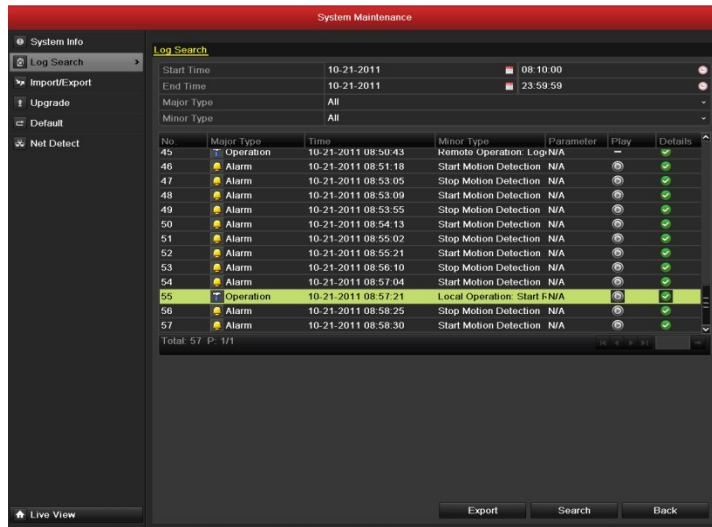 System Maintenance
System Info
Log Search
Import/Export
Upgrade
Default
Net Detect
Log Search
Start Time 10-21-2011 08:10:00
End Time 10-21-2011 23:59:59
Major Type All
Minor Type All
No. Major Type Time Minor Type Parameter Play Details
45 Operation 10-21-2011 08:50:43 Remote Operation: Log N/A —
46 Alarm 10-21-2011 08:51:18 Start Motion Detection N/A
47 Alarm 10-21-2011 08:53:05 Stop Motion Detection N/A
48 Alarm 10-21-2011 08:53:09 Start Motion Detection N/A
49 Alarm 10-21-2011 08:53:55 Stop Motion Detection N/A
50 Alarm 10-21-2011 08:54:13 Start Motion Detection N/A
51 Alarm 10-21-2011 08:55:02 Stop Motion Detection N/A
52 Alarm 10-21-2011 08:55:21 Start Motion Detection N/A
53 Alarm 10-21-2011 08:56:10 Stop Motion Detection N/A
54 Alarm 10-21-2011 08:57:04 Start Motion Detection N/A
55 Operation 10-21-2011 08:57:21 Local Operation: Start N/A
56 Alarm 10-21-2011 08:58:25 Stop Motion Detection N/A
57 Alarm 10-21-2011 08:58:30 Start Motion Detection N/A
Total: 57 P: 1/1
Export Search Back
Live View